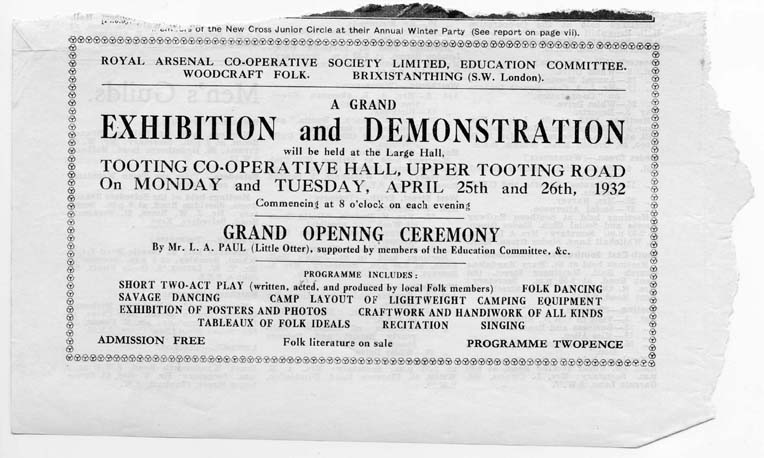 of the New Cross Junior Circle at their Annual Winter Party (See report on page vii).
ROYAL ARSENAL CO-OPERATIVE SOCIETY LIMITED, EDUCATION COMMITTEE.
WOODCRAFT FOLK. BRIXISTANTHING (S.W. London).
A GRAND
EXHIBITION and DEMONSTRATION
will be held at the Large Hall,
TOOTING CO-OPERATIVE HALL, UPPER TOOTING ROAD
On MONDAY and TUESDAY, APRIL 25th and 26th, 1932
Commencing at 8 o'clock on each evening
GRAND OPENING CEREMONY
By Mr. L. A. PAUL (Little Otter), supported by members of the Education Committee, &c.
PROGRAMME INCLUDES:
SHORT TWO-ACT PLAY (written, acted, and produced by local Folk members) FOLK DANCING
SAVAGE DANCING CAMP LAYOUT OF LIGHTWEIGHT CAMPING EQUIPMENT
EXHIBITION OF POSTERS AND PHOTOS CRAFTWORK AND HANDIWORK OF ALL KINDS
TABLEAUX OF FOLK IDEALS RECITATION SINGING
ADMISSION FREE Folk literature on sale PROGRAMME TWOPENCE